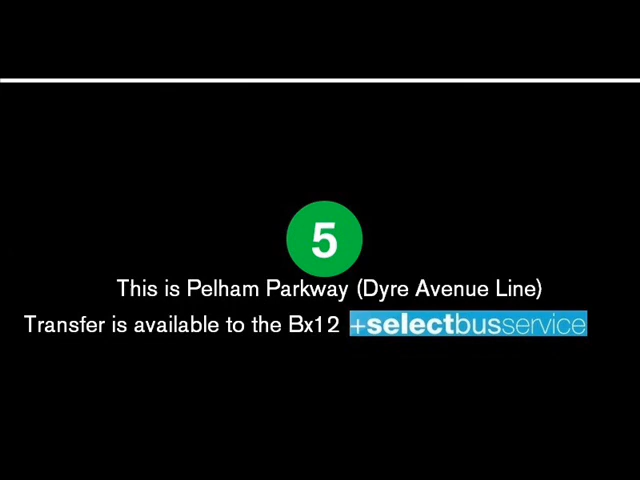 5
This is Pelham Parkway (Dyre Avenue Line)
Transfer is available to the Bx12 +selectbusservice